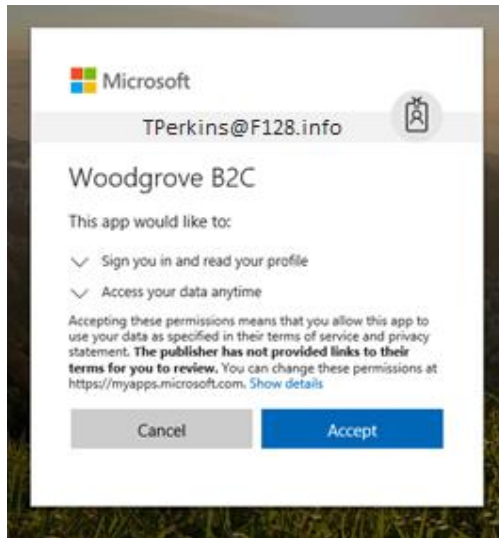 Microsoft
TPerkins@F128.info
Woodgrove B2C
This app would like to:
Sign you in and read your profile
Access your data anytime
Accepting these permissions means that you allow this app to
use your data as specified in their terms of service and privacy
statement. The publisher has not provided links to their
terms for you to review. You can change these permissions at
https://myapps.microsoft.com. Show details
Cancel Accept